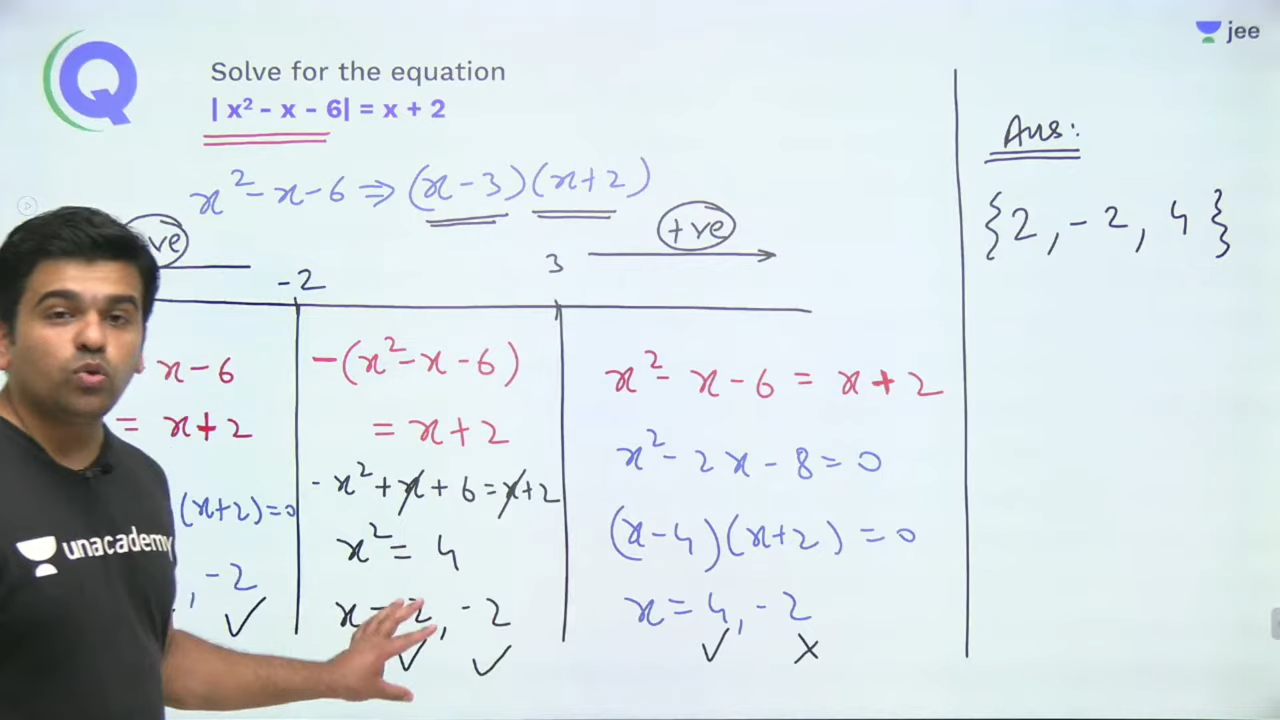 jee
Solve for the equation
| x² - x - 6| = x + 2
x² - x - 6 ⇒ (x - 3)(x + 2)
ve
+ve
-2
3
x - 6
= x + 2
(x + 2) = 0
, -2 ✓
-(x² - x - 6)
= x + 2
- x² + x + 6 = x + 2
x² = 4
x = 2, -2
✓ ✓
x² - x - 6 = x + 2
x² - 2x - 8 = 0
(x - 4)(x + 2) = 0
x = 4, -2
✓ ×
Ans:
{2, -2, 4}
unacademy